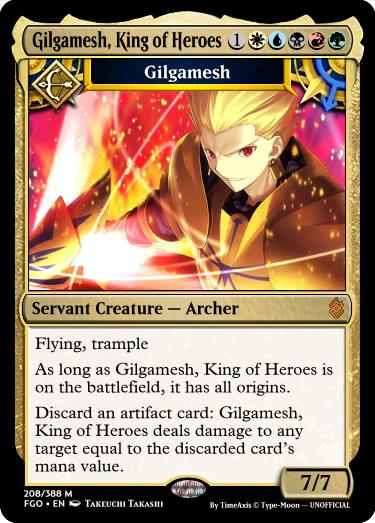 Gilgamesh, King of Heroes 1
Gilgamesh
Servant Creature — Archer
Flying, trample
As long as Gilgamesh, King of Heroes is
on the battlefield, it has all origins.
Discard an artifact card: Gilgamesh,
King of Heroes deals damage to any
target equal to the discarded card's
mana value.
7/7
208/388 M
FGO • EN Takeuchi Takashi
By TimeAxis © Type-Moon — UNOFFICIAL